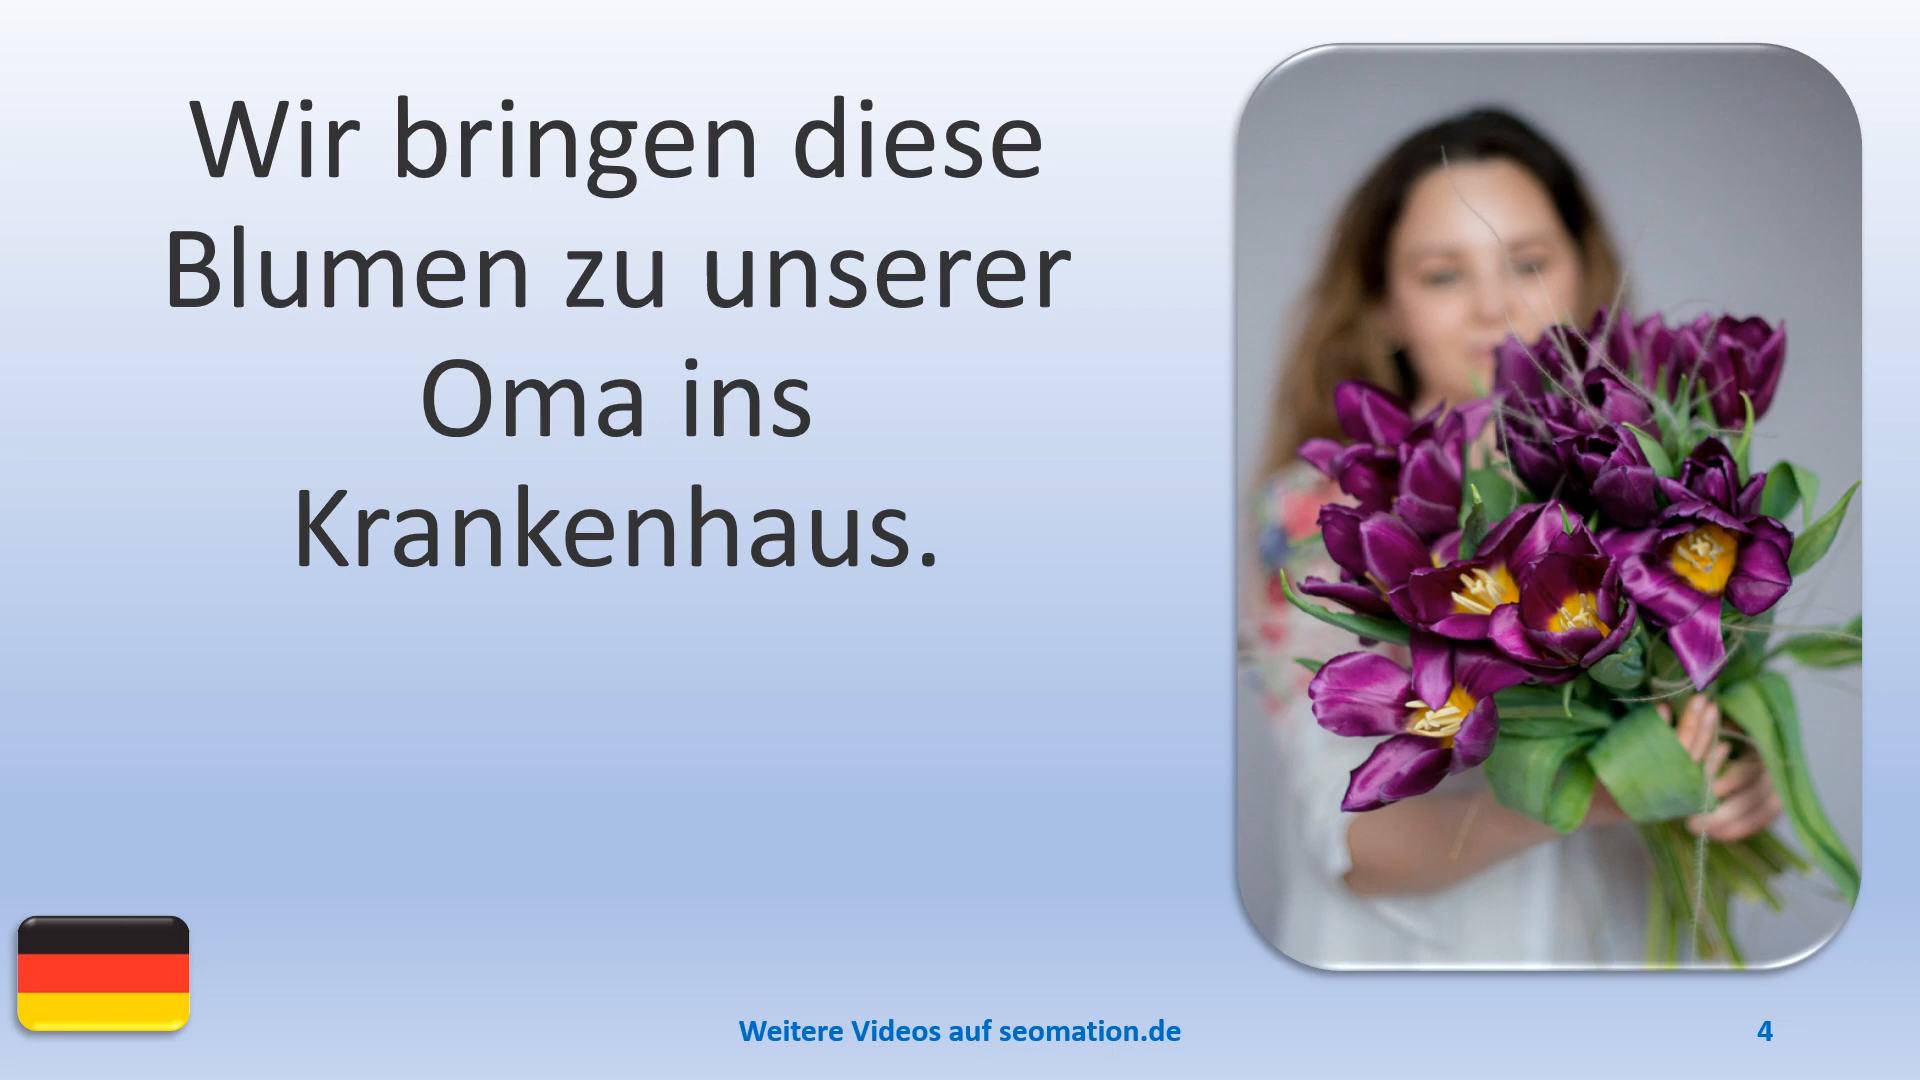 Wir bringen diese
Blumen zu unserer
Oma ins
Krankenhaus.
Weitere Videos auf seomation.de
4